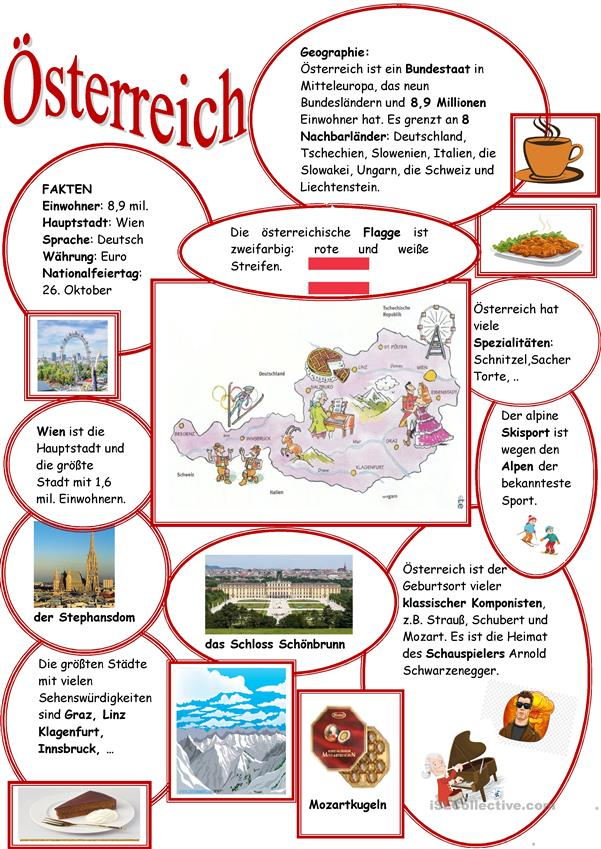 Österreich
Geographie:
Österreich ist ein Bundestaat in
Mitteleuropa, das neun
Bundesländern und 8,9 Millionen
Einwohner hat. Es grenzt an 8
Nachbarländer: Deutschland,
Tschechien, Slowenien, Italien, die
Slowakei, Ungarn, die Schweiz und
Liechtenstein.
FAKTEN
Einwohner: 8,9 mil.
Hauptstadt: Wien
Sprache: Deutsch
Währung: Euro
Nationalfeiertag:
26. Oktober
Die österreichische Flagge ist
zweifarbig: rote und weiße
Streifen.
Österreich hat
viele
Spezialitäten:
Schnitzel,Sacher
Torte, ..
Tschechische
Republik
ST. PÖLTEN
LINZ
Donau
WIEN
Deutschland
SALZBURG
EISENSTADT
BREGENZ
Inn
INNSBRUCK
Mur
GRAZ
Drau
KLAGENFURT
Schweiz
Italien
Wien ist die
Hauptstadt und
die größte
Stadt mit 1,6
mil. Einwohnern.
Der alpine
Skisport ist
wegen den
Alpen der
bekannteste
Sport.
der Stephansdom
das Schloss Schönbrunn
Österreich ist der
Geburtsort vieler
klassischer Komponisten,
z.B. Strauß, Schubert und
Mozart. Es ist die Heimat
des Schauspielers Arnold
Schwarzenegger.
Die größten Städte
mit vielen
Sehenswürdigkeiten
sind Graz, Linz
Klagenfurt,
Innsbruck, …
MOZARTKUGELN
Mozartkugeln
iSLcollective.com